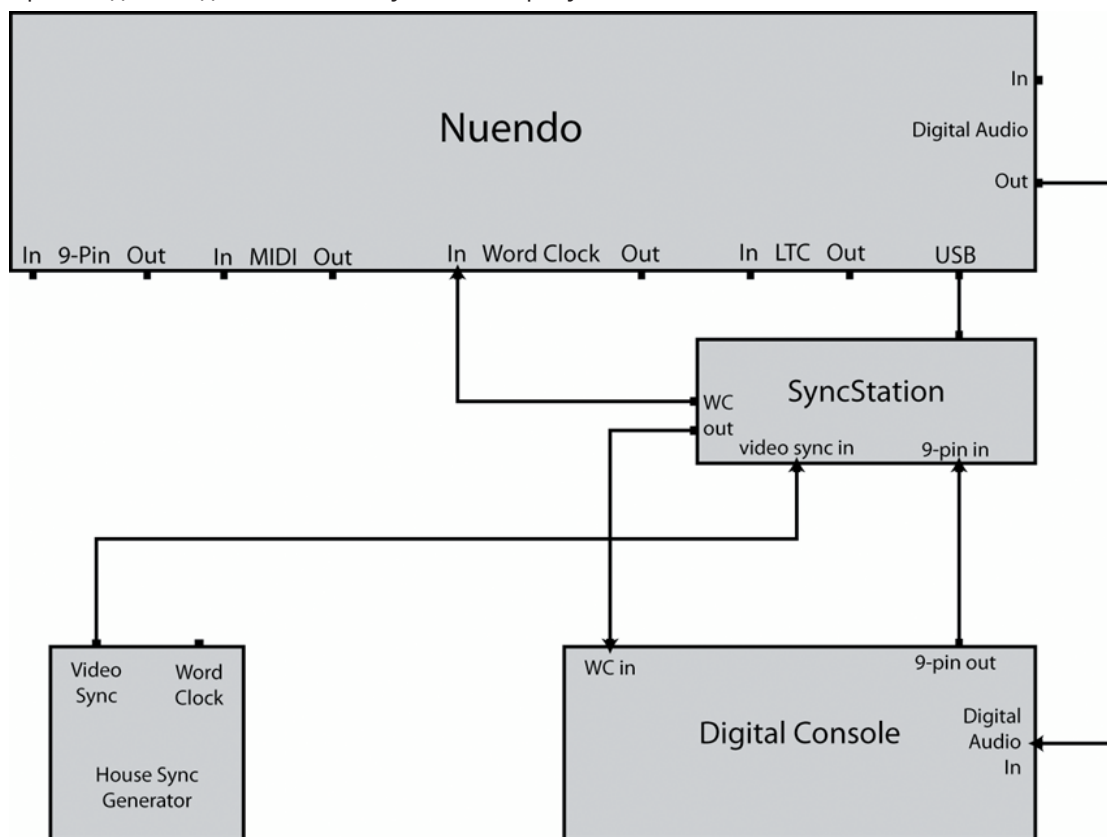 In
Nuendo
Digital Audio
Out
In 9-Pin Out In MIDI Out In Word Clock Out In LTC Out USB
SyncStation
WC
out
video sync in 9-pin in
Video
Sync
Word
Clock
House Sync
Generator
WC in
9-pin out
Digital Console
Digital
Audio
In